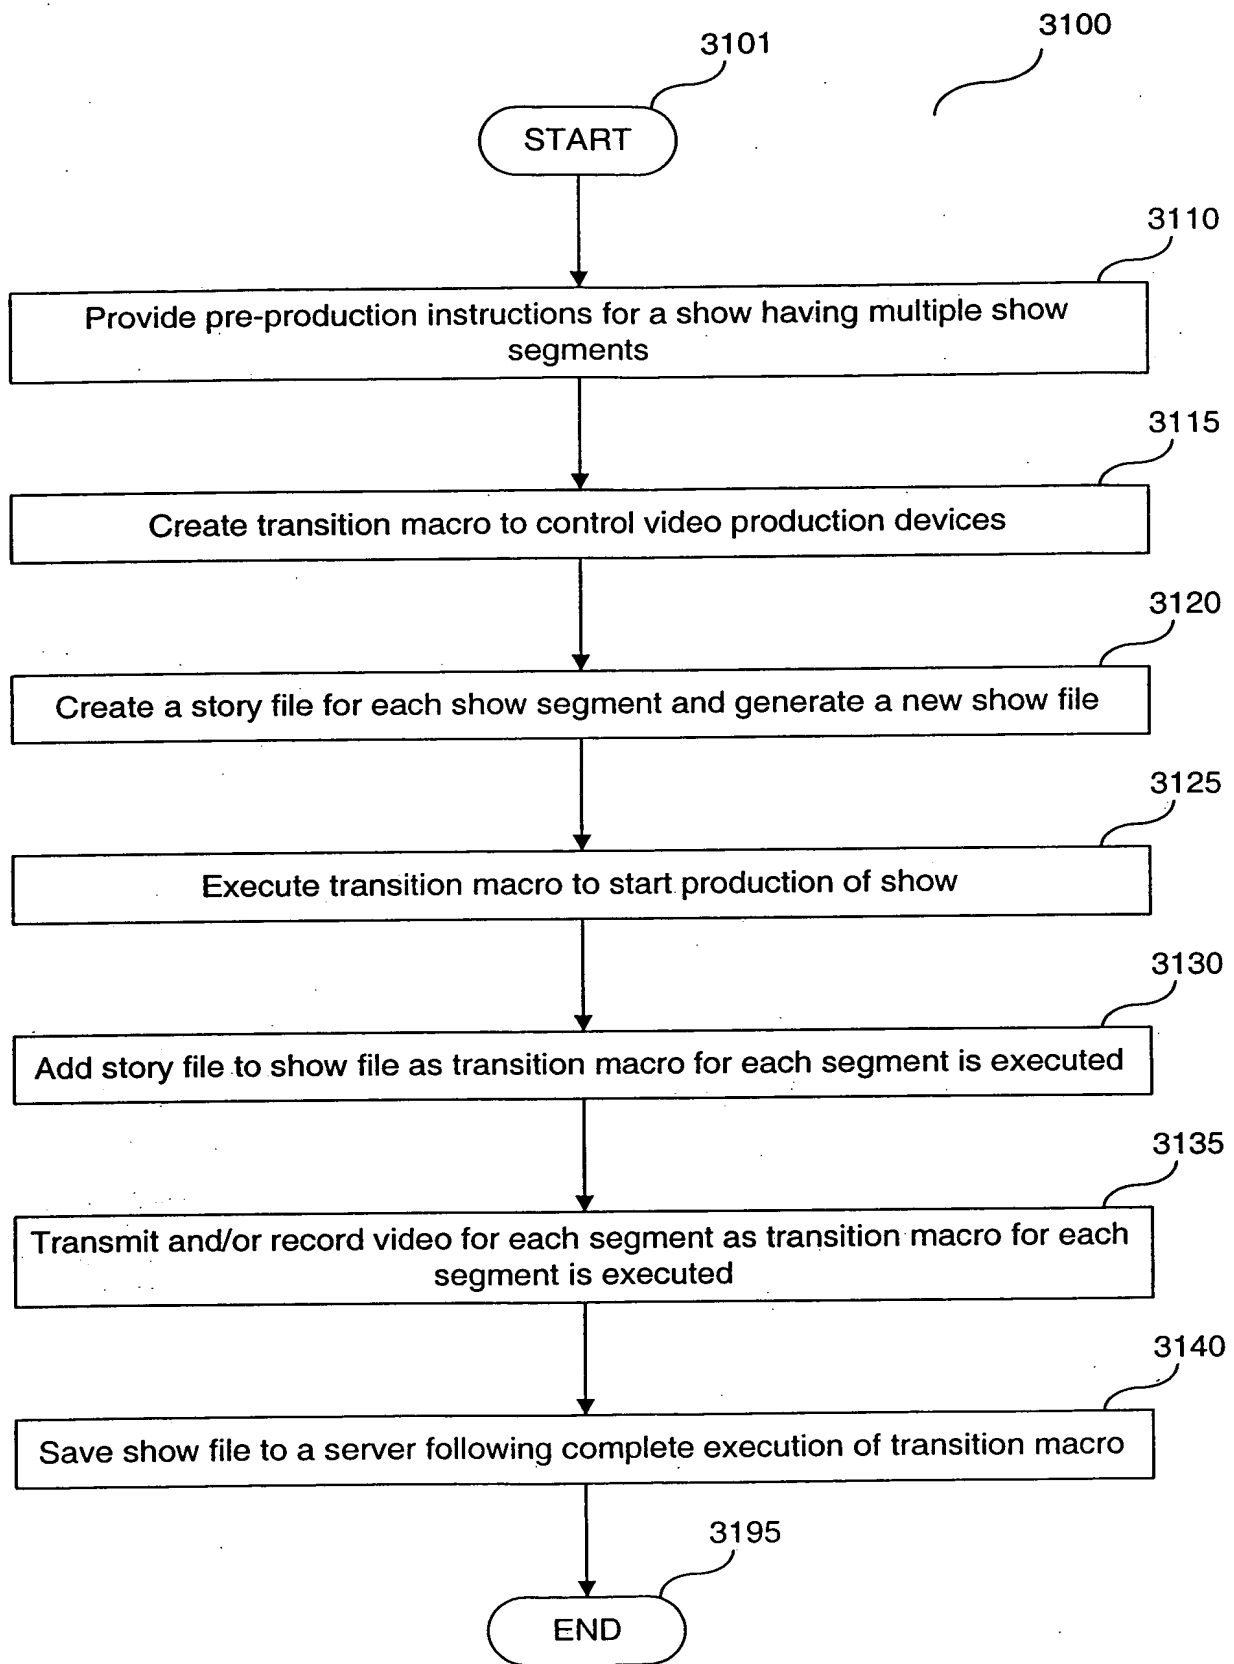 3100
3101
START
3110
Provide pre-production instructions for a show having multiple show
segments
3115
Create transition macro to control video production devices
3120
Create a story file for each show segment and generate a new show file
3125
Execute transition macro to start production of show
3130
Add story file to show file as transition macro for each segment is executed
3135
Transmit and/or record video for each segment as transition macro for each
segment is executed
3140
Save show file to a server following complete execution of transition macro
3195
END